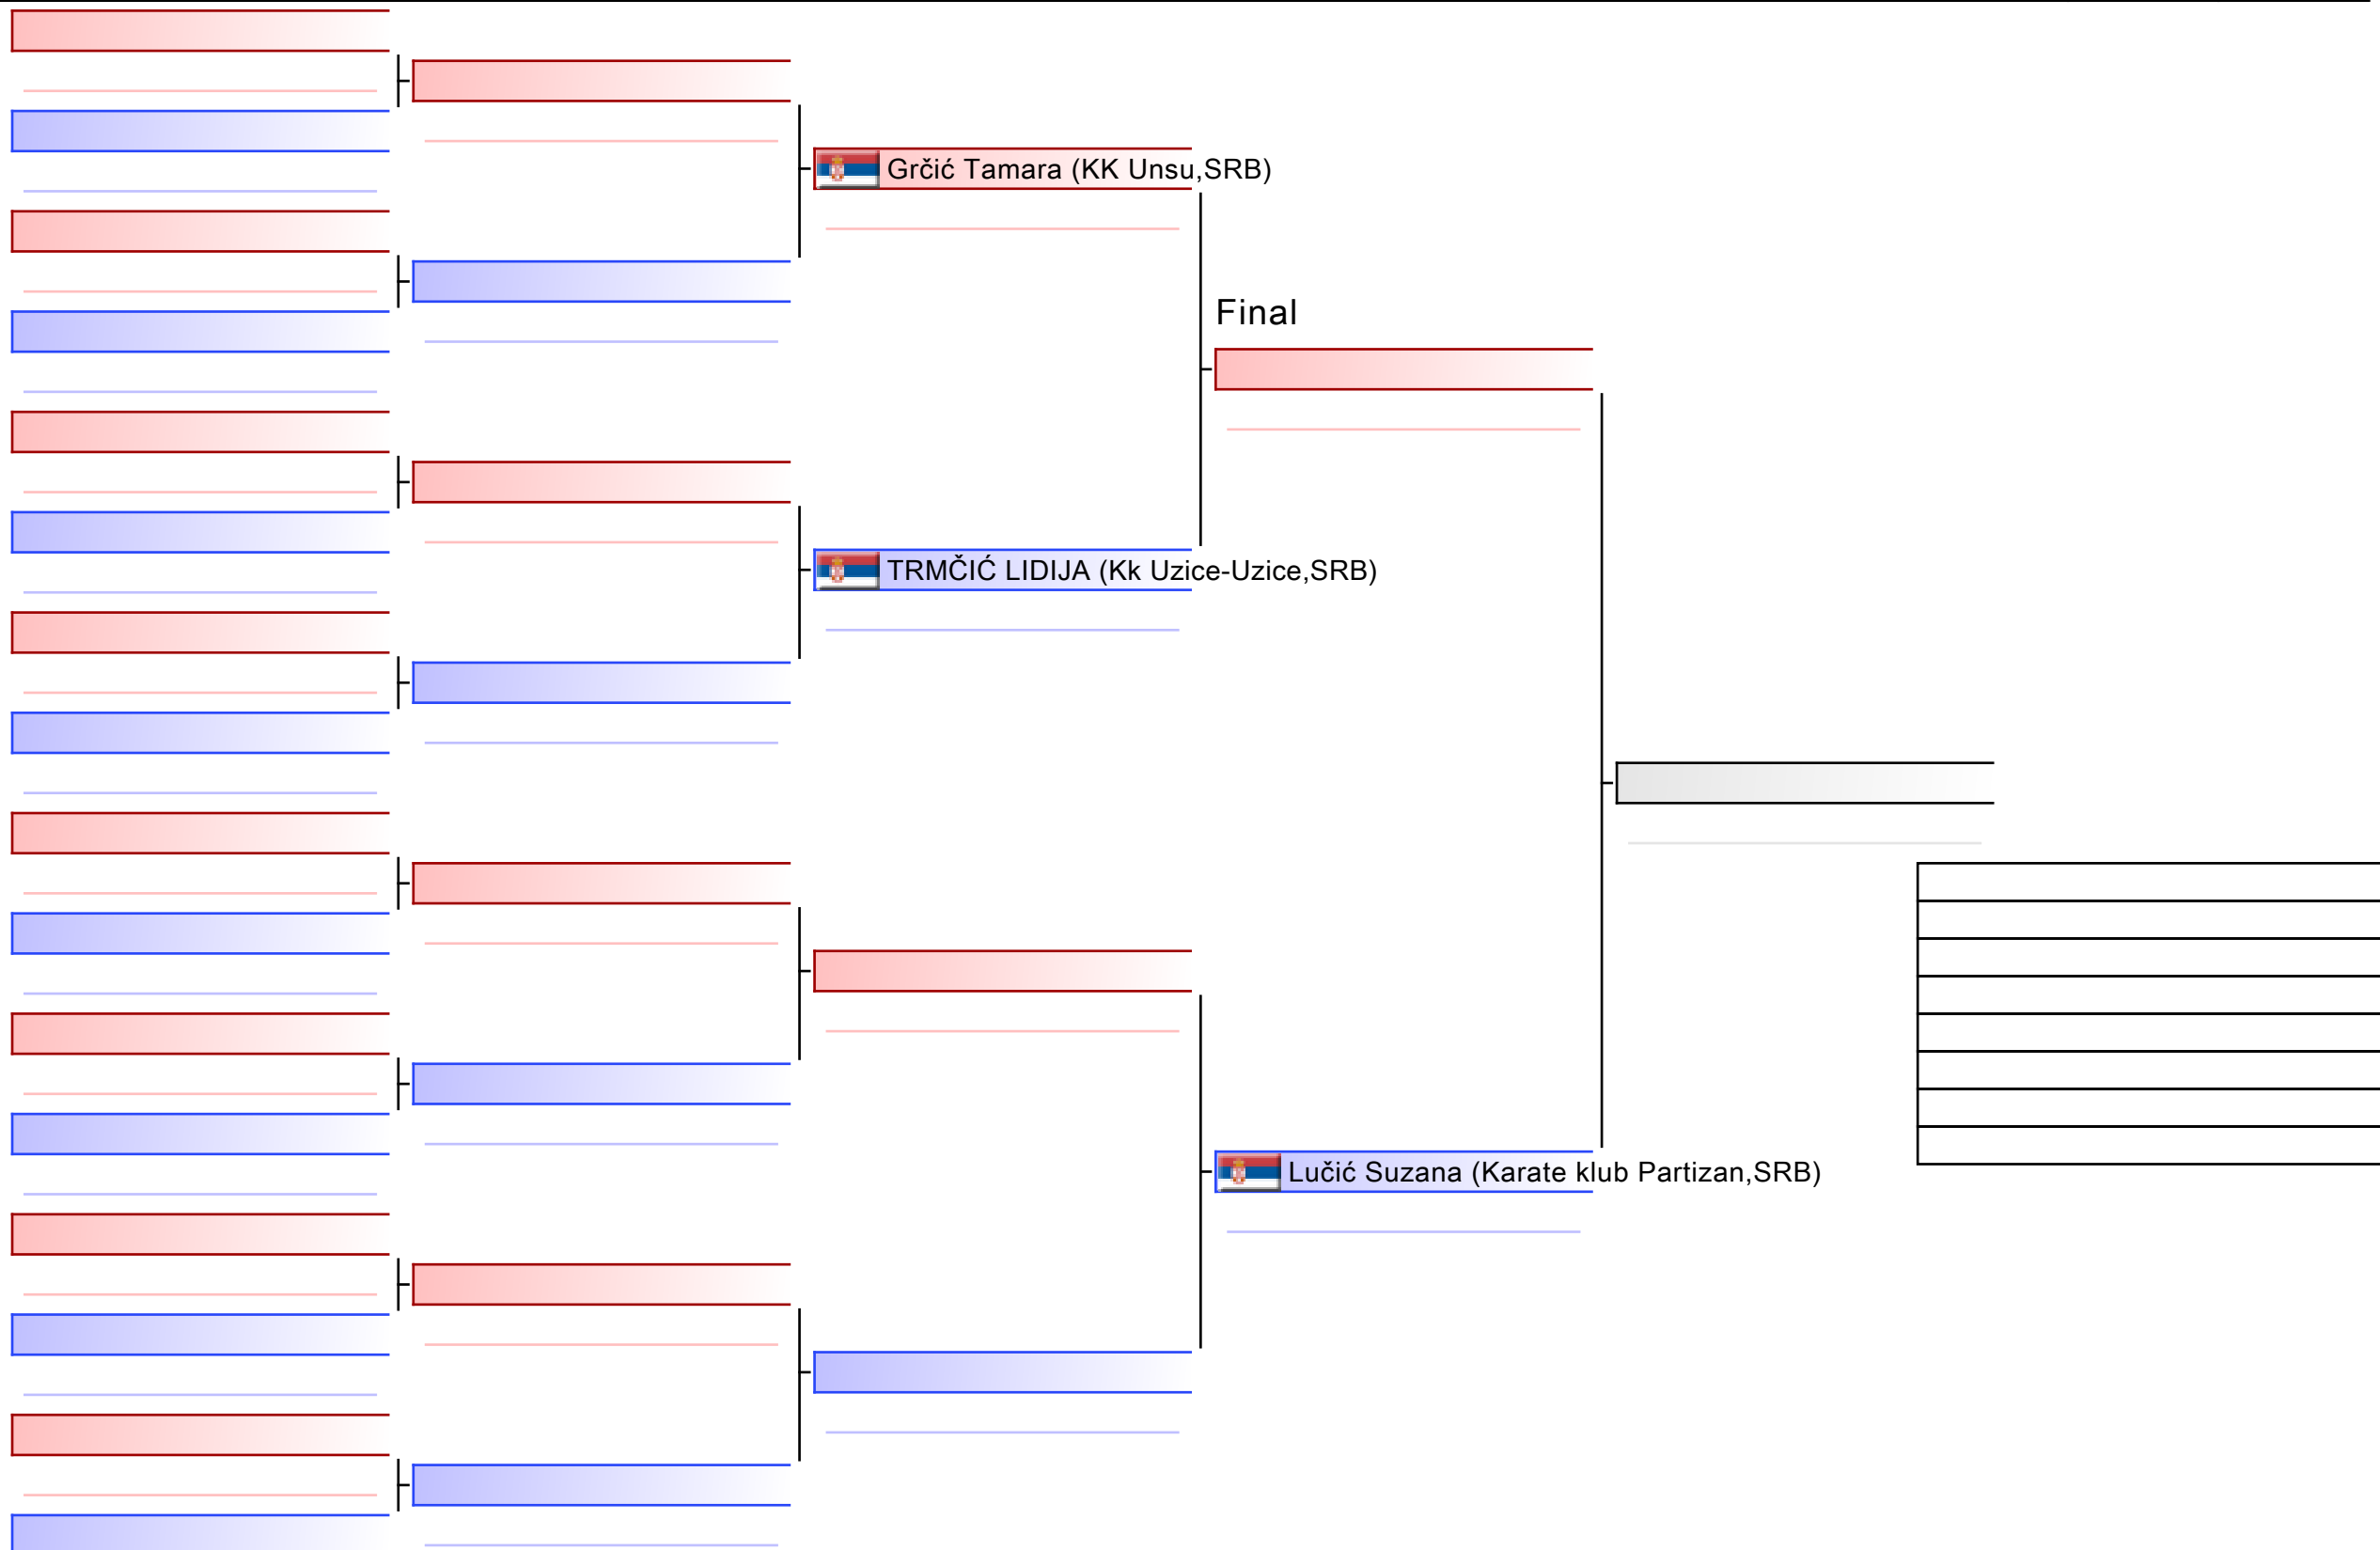 Grčić Tamara (KK Unsu,SRB)
Final
TRMČIĆ LIDIJA (Kk Uzice-Uzice,SRB)
Lučić Suzana (Karate klub Partizan,SRB)